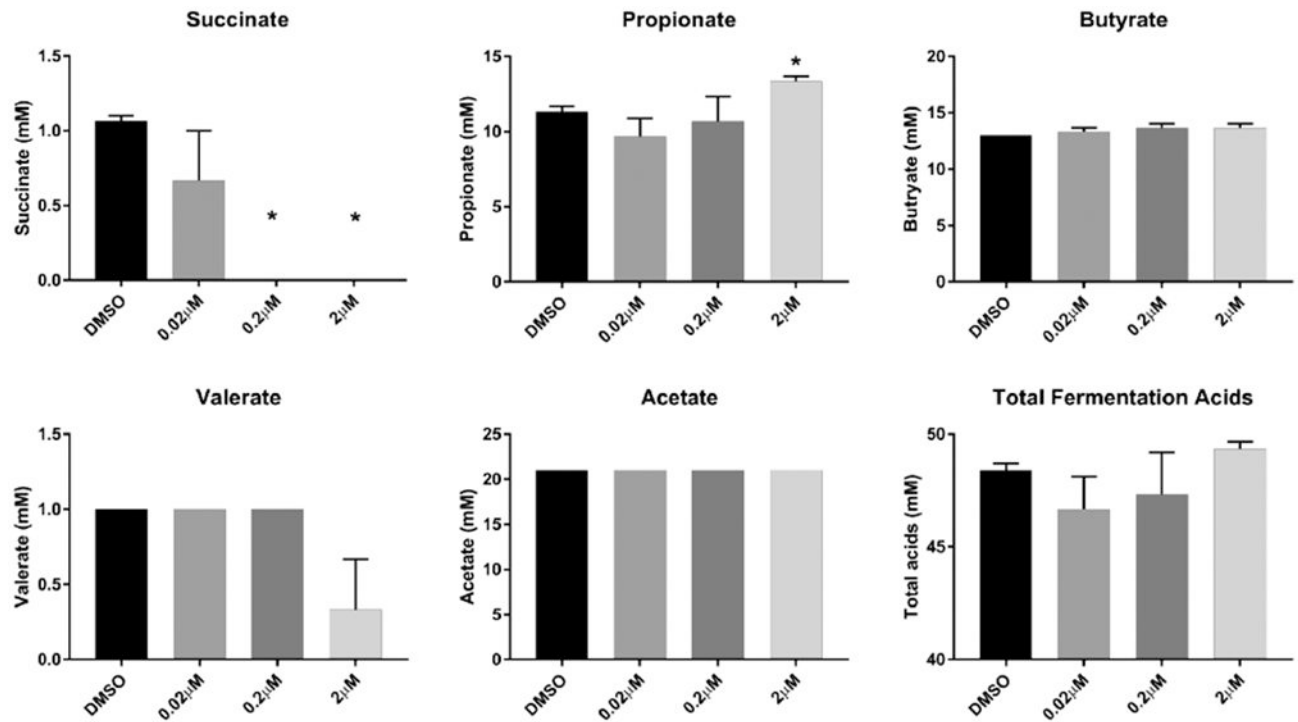 Succinate
Succinate (mM)
1.5
1.0
0.5
0.0
*
*
DMSO
0.02μM
0.2μM
2μM
Propionate
Propionate (mM)
15
10
5
0
*
DMSO
0.02μM
0.2μM
2μM
Butyrate
Butryate (mM)
20
15
10
5
0
DMSO
0.02μM
0.2μM
2μM
Valerate
Valerate (mM)
1.5
1.0
0.5
0.0
DMSO
0.02μM
0.2μM
2μM
Acetate
Acetate (mM)
25
20
15
10
5
0
DMSO
0.02μM
0.2μM
2μM
Total Fermentation Acids
Total acids (mM)
50
45
40
DMSO
0.02μM
0.2μM
2μM